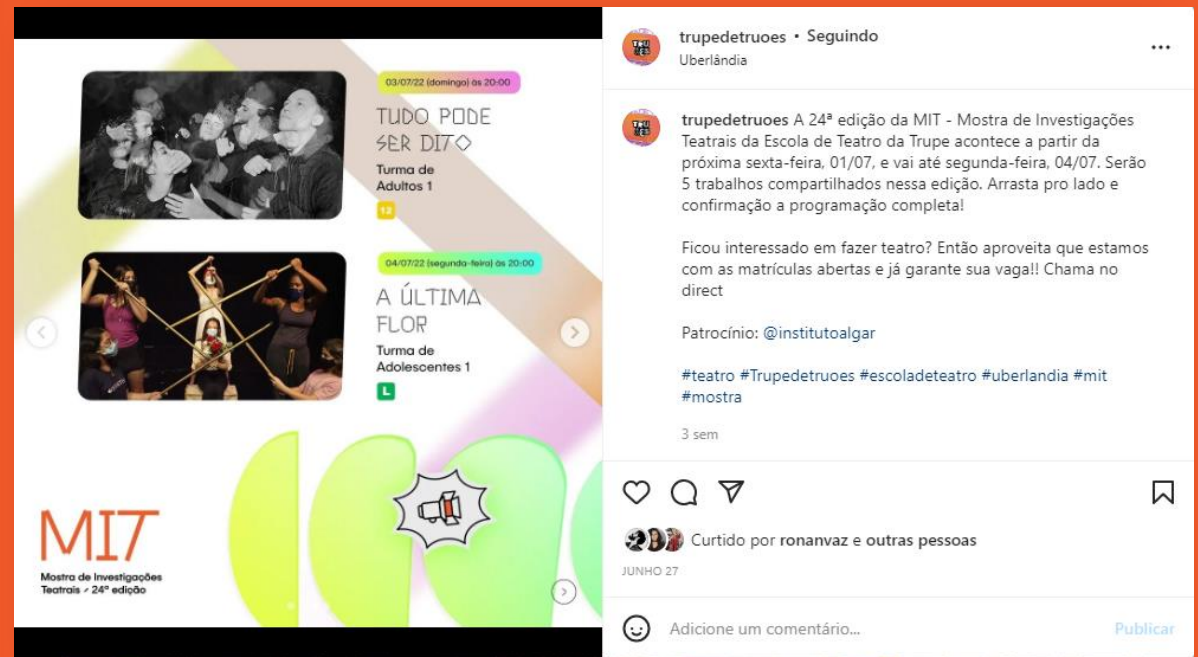 03/07/22 (domingo) às 20:00
TUDO PODE
SER DITO
Turma de
Adultos 1
12
04/07/22 (segunda-feira) às 20:00
A ÚLTIMA
FLOR
Turma de
Adolescentes 1
L
MIT
Mostra de Investigações
Teatrais / 24ª edição
TRU
ÕES
trupedetruoes • Seguindo
Uberlândia
TRU
ÕES
trupedetruoes A 24ª edição da MIT - Mostra de Investigações
Teatrais da Escola de Teatro da Trupe acontece a partir da
próxima sexta-feira, 01/07, e vai até segunda-feira, 04/07. Serão
5 trabalhos compartilhados nessa edição. Arrasta pro lado e
confirmação a programação completa!
Ficou interessado em fazer teatro? Então aproveita que estamos
com as matrículas abertas e já garante sua vaga!! Chama no
direct
Patrocínio: @institutoalgar
#teatro #Trupedetruoes #escoladeteatro #uberlandia #mit
#mostra
3 sem
Curtido por ronanvaz e outras pessoas
JUNHO 27
Adicione um comentário...
Publicar